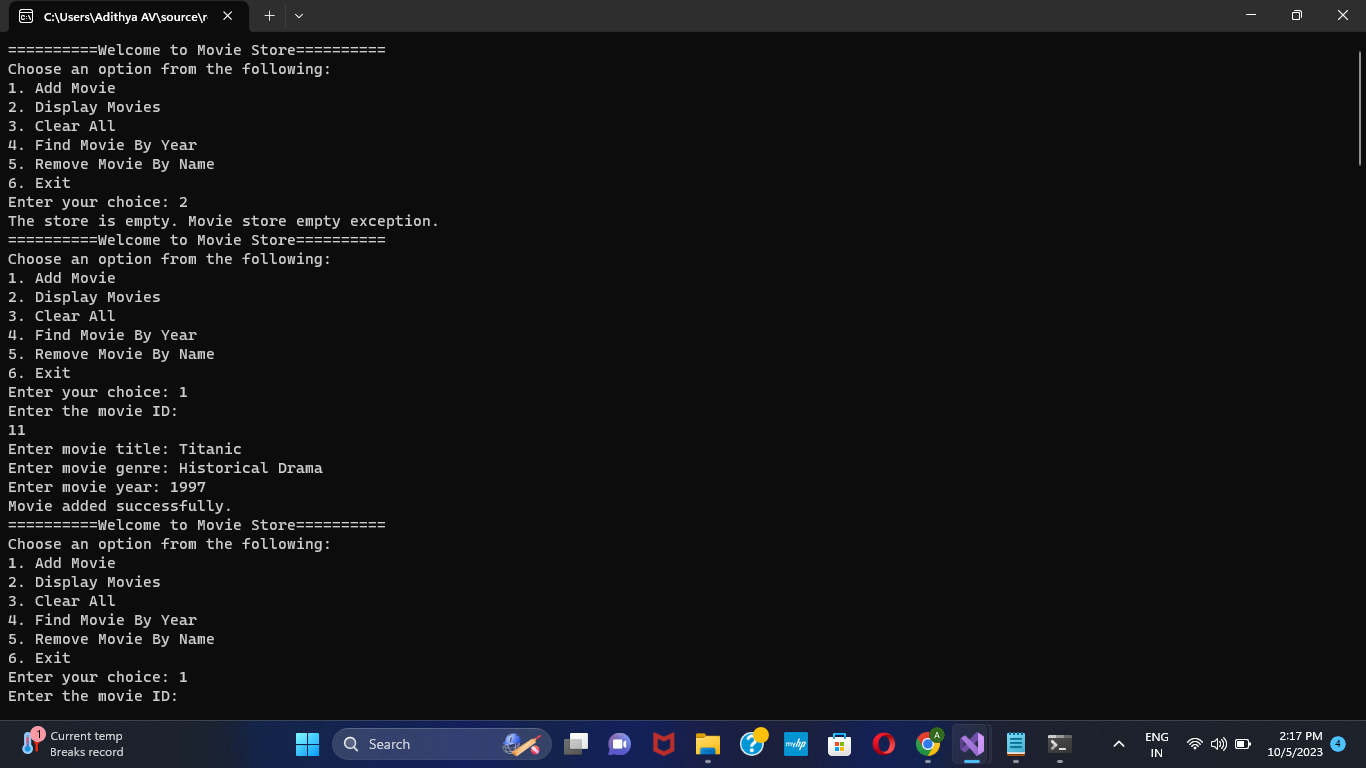 C:\Users\Adithya AV\source\r
==========Welcome to Movie Store==========
Choose an option from the following:
1. Add Movie
2. Display Movies
3. Clear All
4. Find Movie By Year
5. Remove Movie By Name
6. Exit
Enter your choice: 2
The store is empty. Movie store empty exception.
==========Welcome to Movie Store==========
Choose an option from the following:
1. Add Movie
2. Display Movies
3. Clear All
4. Find Movie By Year
5. Remove Movie By Name
6. Exit
Enter your choice: 1
Enter the movie ID:
11
Enter movie title: Titanic
Enter movie genre: Historical Drama
Enter movie year: 1997
Movie added successfully.
==========Welcome to Movie Store==========
Choose an option from the following:
1. Add Movie
2. Display Movies
3. Clear All
4. Find Movie By Year
5. Remove Movie By Name
6. Exit
Enter your choice: 1
Enter the movie ID:
1
Current temp
Breaks record
Search
?
myhp
A
ENG
IN
2:17 PM
10/5/2023
4